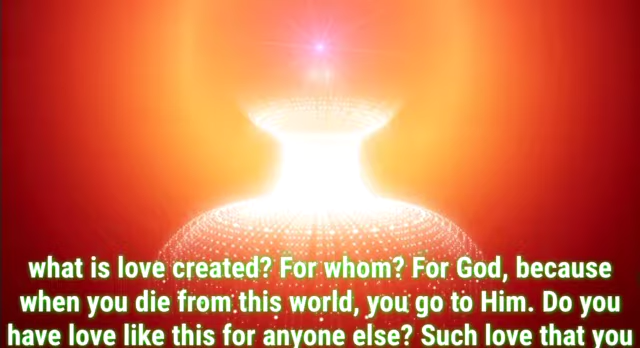 what is love created? For whom? For God, because
when you die from this world, you go to Him. Do you
have love like this for anyone else? Such love that you